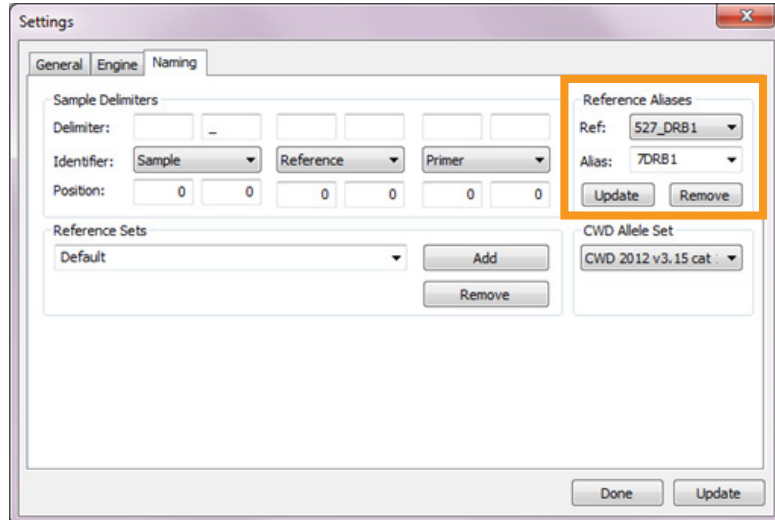 Settings
General Engine Naming
Sample Delimiters
Delimiter: _
Identifier: Sample Reference Primer
Position: 0 0 0 0 0 0
Reference Aliases
Ref: 527_DRB1
Alias: 7DRB1
Update Remove
Reference Sets
Default Add
Remove
CWD Allele Set
CWD 2012 v3.15 cat
Done Update